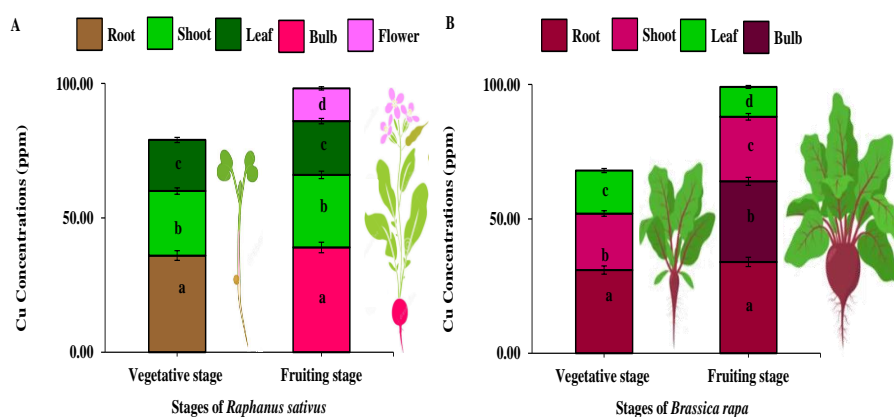 A
Root
Shoot
Leaf
Bulb
Flower
Cu Concentrations (ppm)
100.00
50.00
0.00
c
b
a
d
c
b
a
Vegetative stage
Fruiting stage
Stages of Raphanus sativus
B
Root
Shoot
Leaf
Bulb
Cu Concentrations (ppm)
100.00
50.00
0.00
c
b
a
d
c
b
a
Vegetative stage
Fruiting stage
Stages of Brassica rapa